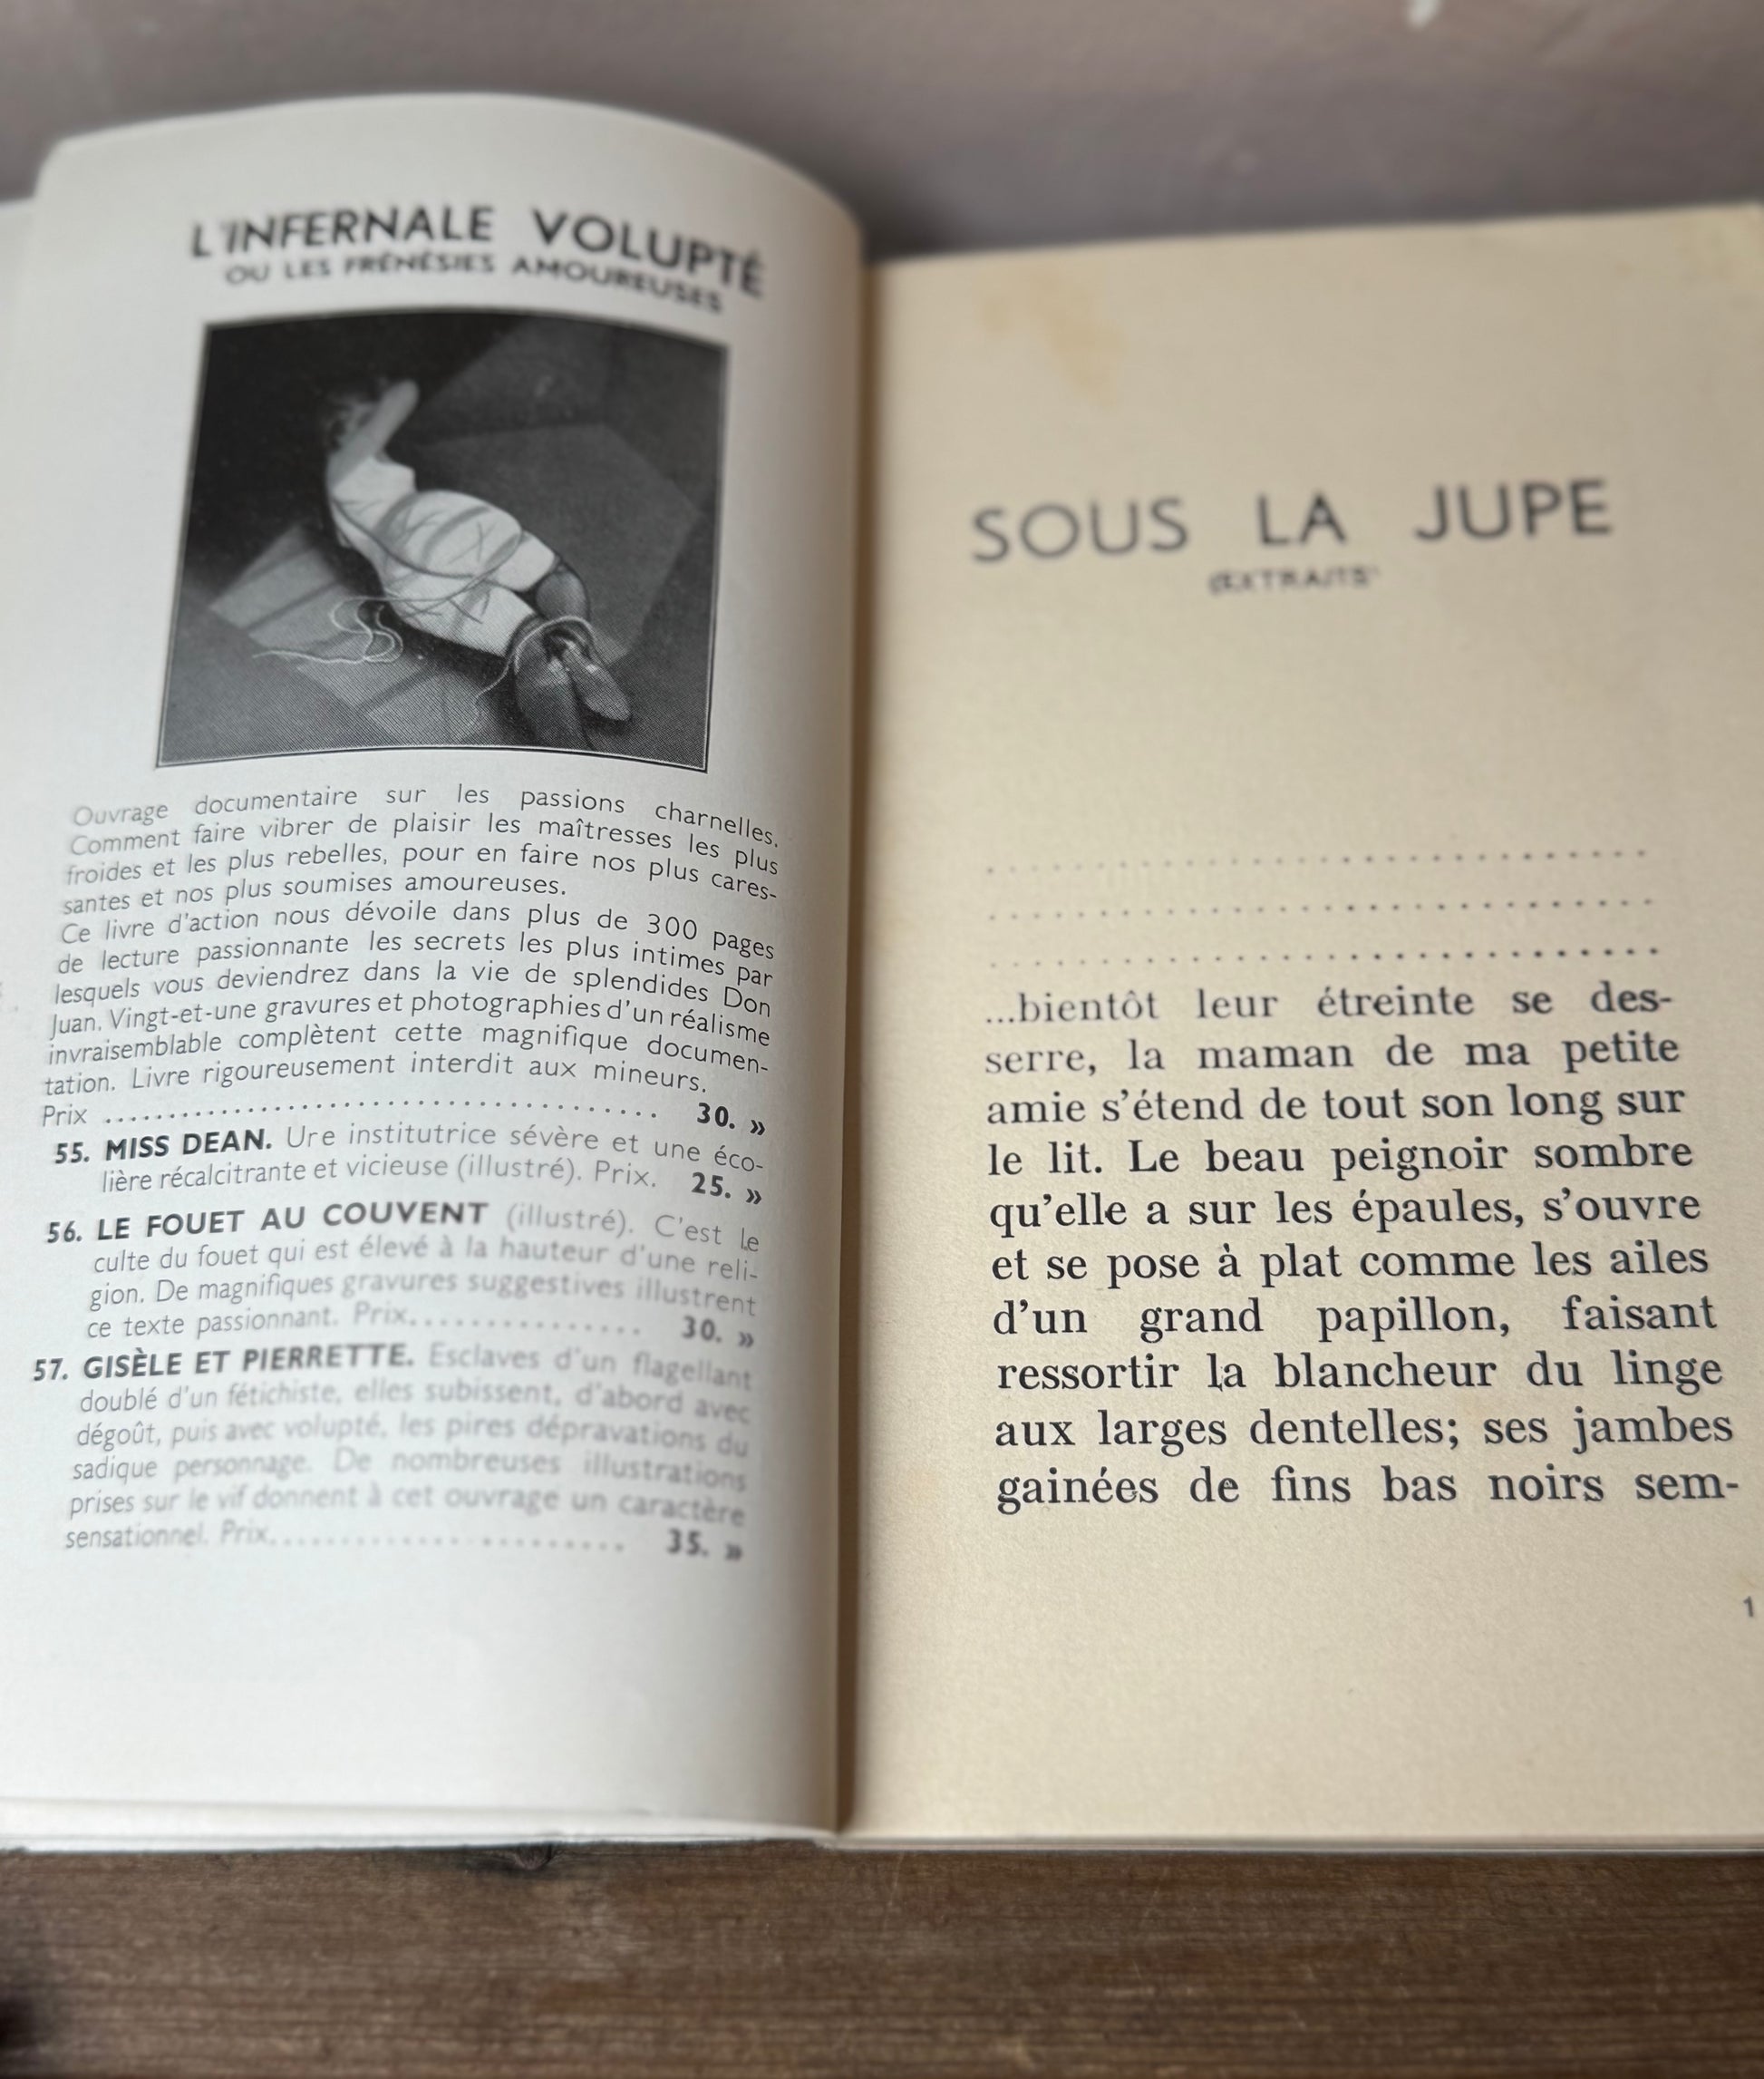 L'INFERNALE VOLUPTÉ
OU LES FRÉNÉSIES AMOUREUSES
Ouvrage documentaire sur les passions charnelles.
Comment faire vibrer de plaisir les maîtresses les plus
froides et les plus rebelles, pour en faire nos plus cares-
santes et nos plus soumises amoureuses.
Ce livre d'action nous dévoile dans plus de 300 pages
de lecture passionnante les secrets les plus intimes par
lesquels vous deviendrez dans la vie de splendides Don
Juan. Vingt-et-une gravures et photographies d'un réalisme
invraisemblable complètent cette magnifique documen-
tation. Livre rigoureusement interdit aux mineurs.
Prix ........................................ 30. »
55. MISS DEAN. Ure institutrice sévère et une éco-
lière récalcitrante et vicieuse (illustré). Prix. 25. »
56. LE FOUET AU COUVENT (illustré). C'est le
culte du fouet qui est élevé à la hauteur d'une reli-
gion. De magnifiques gravures suggestives illustrent
ce texte passionnant. Prix................ 30. »
57. GISÈLE ET PIERRETTE. Esclaves d'un flagellant
doublé d'un fétichiste, elles subissent, d'abord avec
dégoût, puis avec volupté, les pires dépravations du
sadique personnage. De nombreuses illustrations
prises sur le vif donnent à cet ouvrage un caractère
sensationnel. Prix........................ 35. »
SOUS LA JUPE
(EXTRAITS)
...bientôt leur étreinte se des-
serre, la maman de ma petite
amie s'étend de tout son long sur
le lit. Le beau peignoir sombre
qu'elle a sur les épaules, s'ouvre
et se pose à plat comme les ailes
d'un grand papillon, faisant
ressortir la blancheur du linge
aux larges dentelles; ses jambes
gainées de fins bas noirs sem-
1